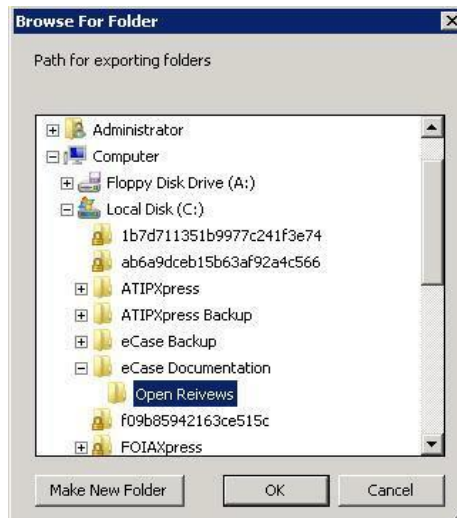 Browse For Folder
Path for exporting folders
Administrator
Computer
Floppy Disk Drive (A:)
Local Disk (C:)
1b7d711351b9977c241f3e74
ab6a9dceb15b63af92a4c566
ATIPXpress
ATIPXpress Backup
eCase Backup
eCase Documentation
Open Reivews
f09b85942163ce515c
FOIAXpress
Make New Folder OK Cancel